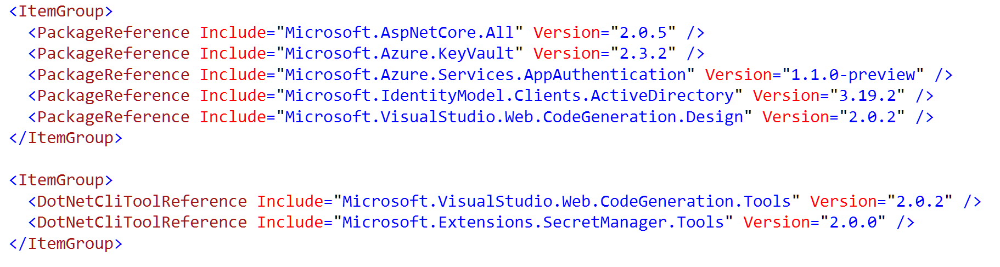 <ItemGroup>
  <PackageReference Include="Microsoft.AspNetCore.All" Version="2.0.5" />
  <PackageReference Include="Microsoft.Azure.KeyVault" Version="2.3.2" />
  <PackageReference Include="Microsoft.Azure.Services.AppAuthentication" Version="1.1.0-preview" />
  <PackageReference Include="Microsoft.IdentityModel.Clients.ActiveDirectory" Version="3.19.2" />
  <PackageReference Include="Microsoft.VisualStudio.Web.CodeGeneration.Design" Version="2.0.2" />
</ItemGroup>

<ItemGroup>
  <DotNetCliToolReference Include="Microsoft.VisualStudio.Web.CodeGeneration.Tools" Version="2.0.2" />
  <DotNetCliToolReference Include="Microsoft.Extensions.SecretManager.Tools" Version="2.0.0" />
</ItemGroup>